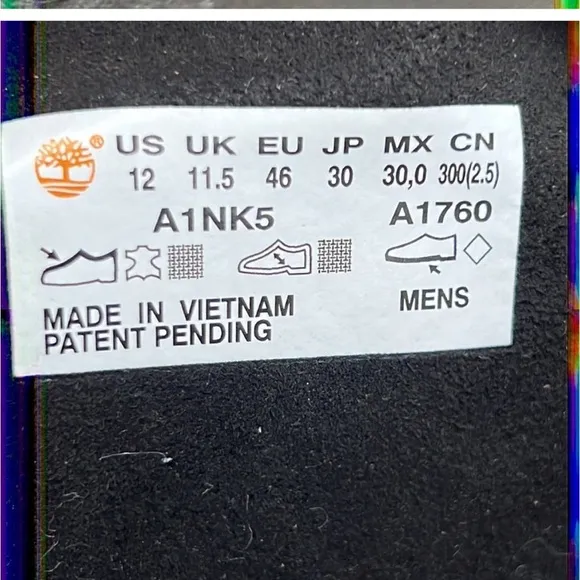 ® US UK EU JP MX CN
12 11.5 46 30 30,0 300(2.5)
A1NK5 A1760
MADE IN VIETNAM
PATENT PENDING
MENS